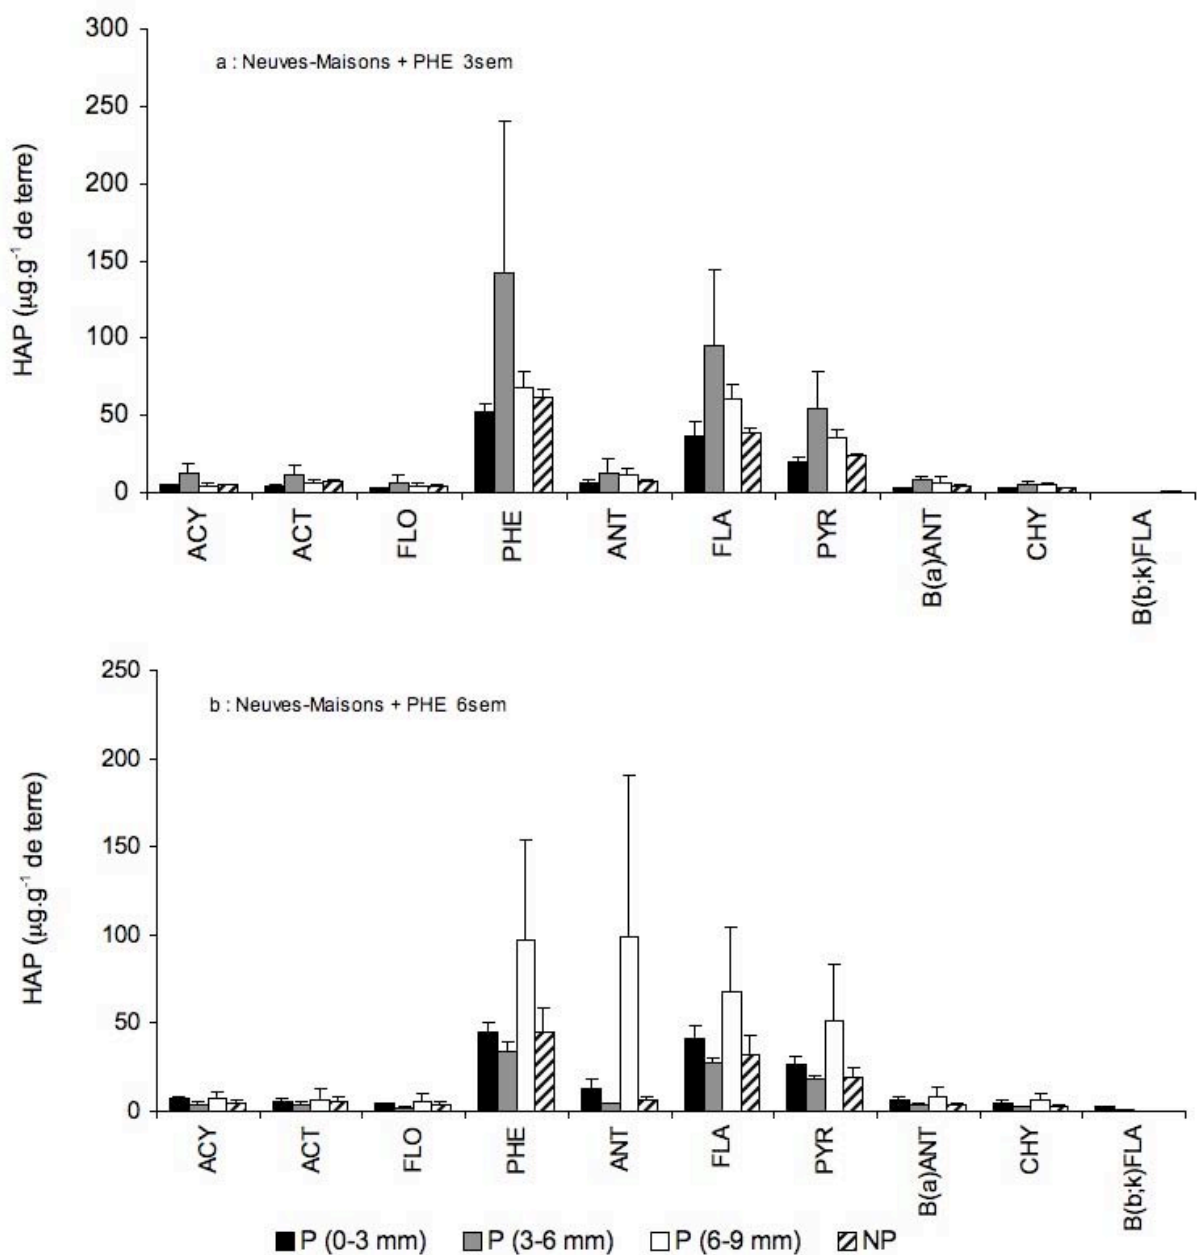 300
a : Neuves-Maisons + PHE 3sem
250
200
150
100
50
0
HAP (µg.g⁻¹ de terre)
ACY
ACT
FLO
PHE
ANT
FLA
PYR
B(a)ANT
CHY
B(b;k)FLA
250
b : Neuves-Maisons + PHE 6sem
200
150
100
50
0
HAP (µg.g⁻¹ de terre)
ACY
ACT
FLO
PHE
ANT
FLA
PYR
B(a)ANT
CHY
B(b;k)FLA
P (0-3 mm) P (3-6 mm) P (6-9 mm) NP